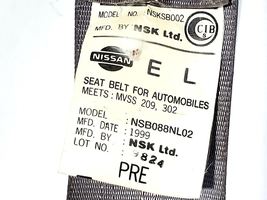 MODEL NO. NSKSB002
MFD. BY NSK Ltd.
CIB
NISSAN EL
SEAT BELT FOR AUTOMOBILES
MEETS : MVSS 209, 302
MODEL : NSB088NL02
MFD. DATE : 1999
MFD. BY : NSK Ltd.
LOT NO. 9824
PRE